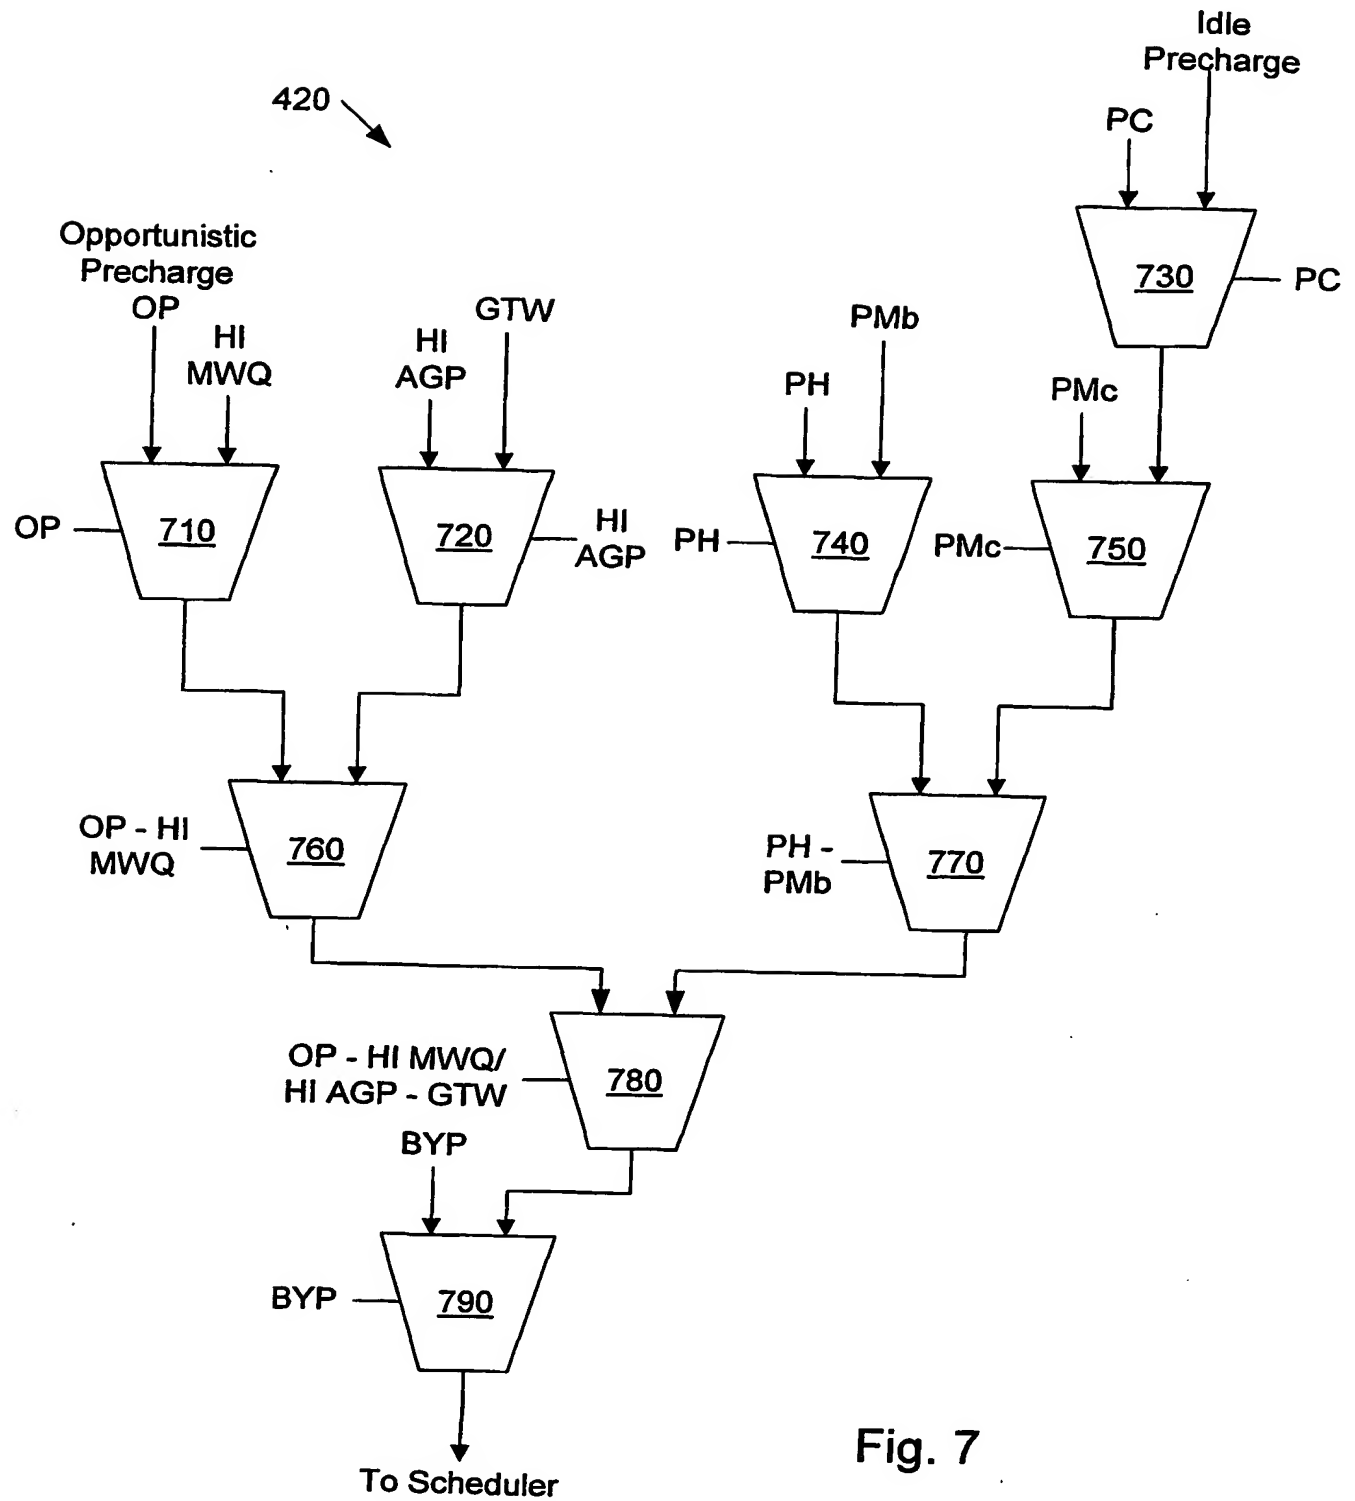 Idle
Precharge
420
PC
Opportunistic
Precharge
OP
730
PC
GTW
PMb
HI
MWQ
HI
AGP
PH
PMc
OP
710
720
HI
AGP
PH
740
PMc
750
OP - HI
MWQ
760
PH -
PMb
770
OP - HI MWQ/
HI AGP - GTW
780
BYP
BYP
790
Fig. 7
To Scheduler